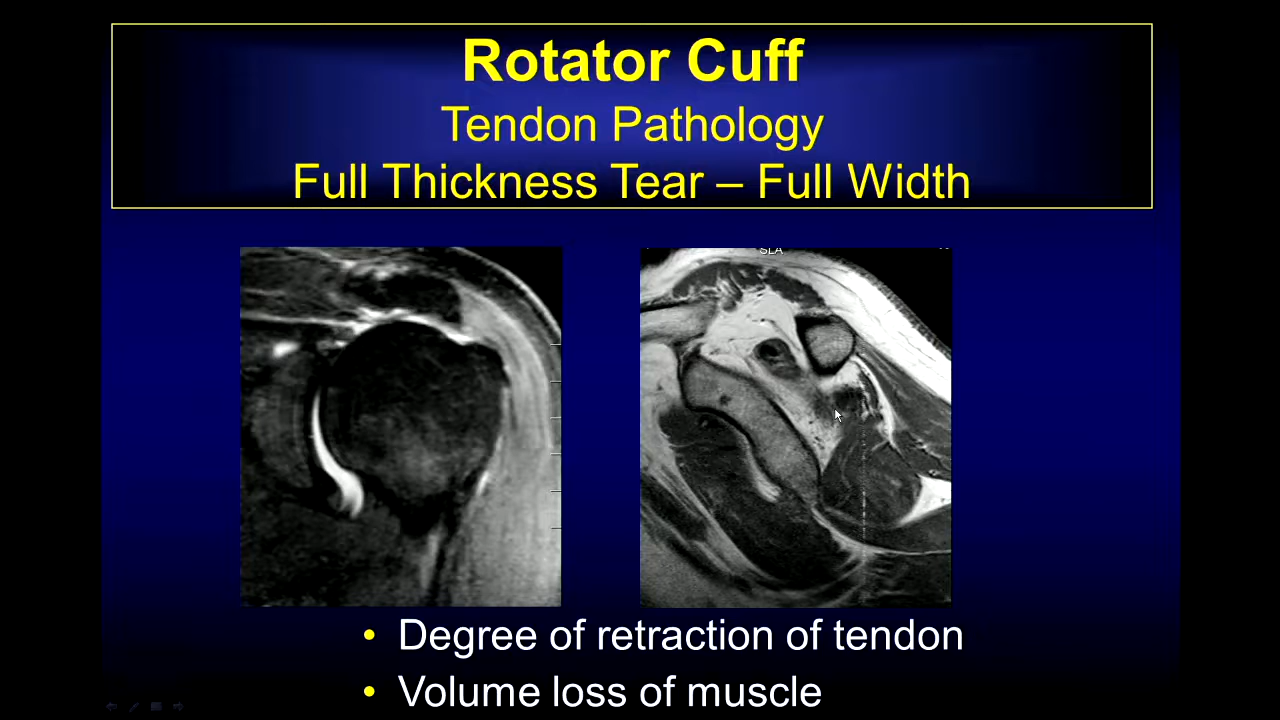 Rotator Cuff
Tendon Pathology
Full Thickness Tear – Full Width
SLA
• Degree of retraction of tendon
• Volume loss of muscle